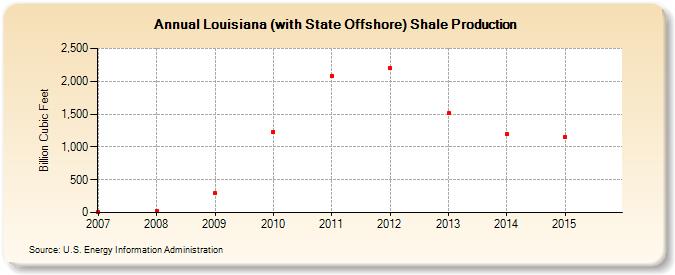 Annual Louisiana (with State Offshore) Shale Production
Billion Cubic Feet
2,500
2,000
1,500
1,000
500
0
2007 2008 2009 2010 2011 2012 2013 2014 2015
Source: U.S. Energy Information Administration